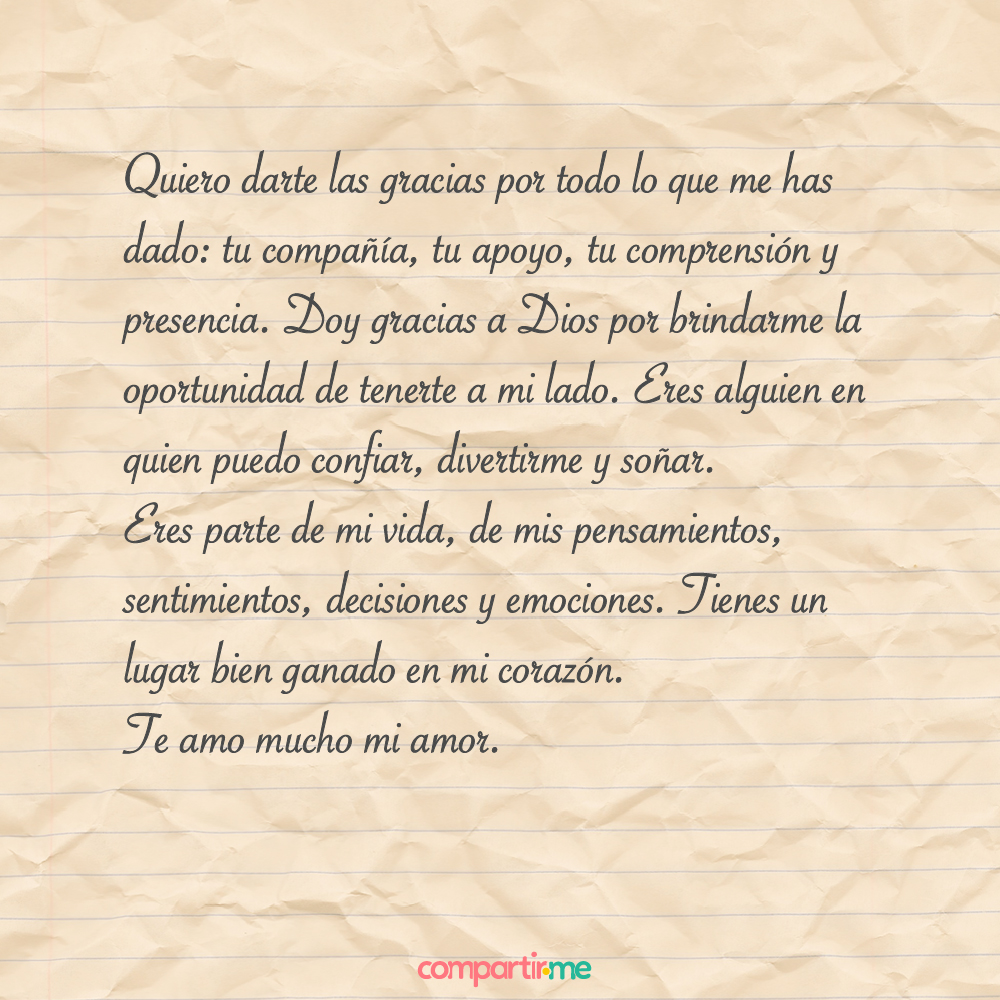 Quiero darte las gracias por todo lo que me has
dado: tu compañía, tu apoyo, tu comprensión y
presencia. Doy gracias a Dios por brindarme la
oportunidad de tenerte a mi lado. Eres alguien en
quien puedo confiar, divertirme y soñar.
Eres parte de mi vida, de mis pensamientos,
sentimientos, decisiones y emociones. Tienes un
lugar bien ganado en mi corazón.
Te amo mucho mi amor.
compartir.me